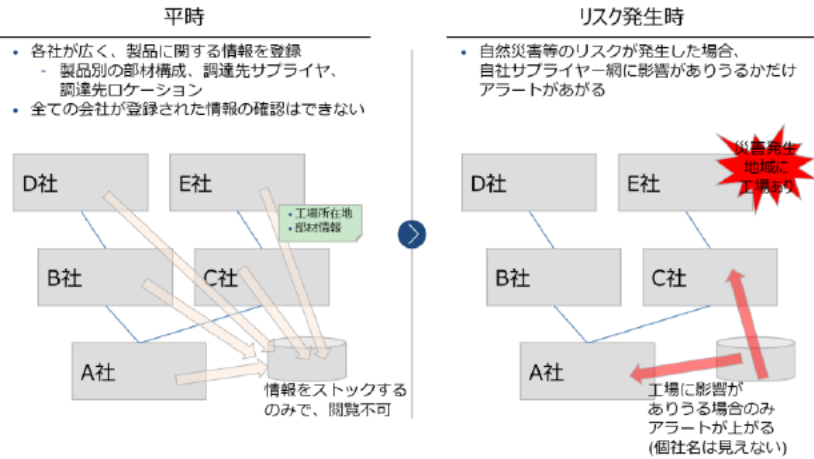 平時
• 各社が広く、製品に関する情報を登録
- 製品別の部材構成、調達先サプライヤ、
調達先ロケーション
• 全ての会社が登録された情報の確認はできない
D社
E社
• 工場所在地
• 部材情報
B社
C社
A社
情報をストックする
のみで、閲覧不可
リスク発生時
• 自然災害等のリスクが発生した場合、
自社サプライヤー網に影響がありうるかだけ
アラートがあがる
災害発生
地域に
工場あり
D社
E社
B社
C社
A社
工場に影響が
ありうる場合のみ
アラートが上がる
(個社名は見えない)